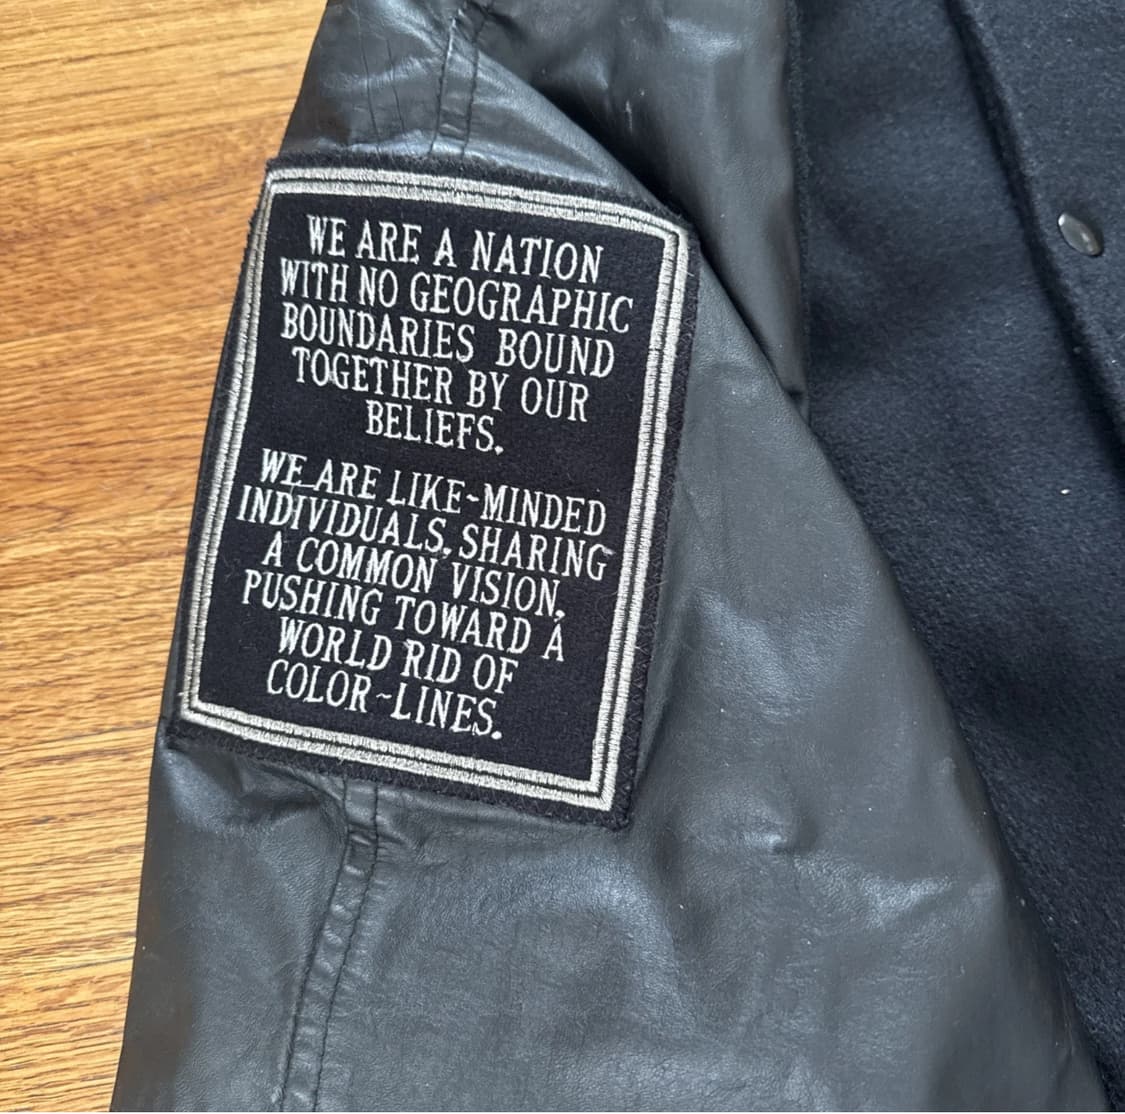 WE ARE A NATION
WITH NO GEOGRAPHIC
BOUNDARIES BOUND
TOGETHER BY OUR
BELIEFS.
WE ARE LIKE-MINDED
INDIVIDUALS, SHARING
A COMMON VISION,
PUSHING TOWARD A
WORLD RID OF
COLOR-LINES.